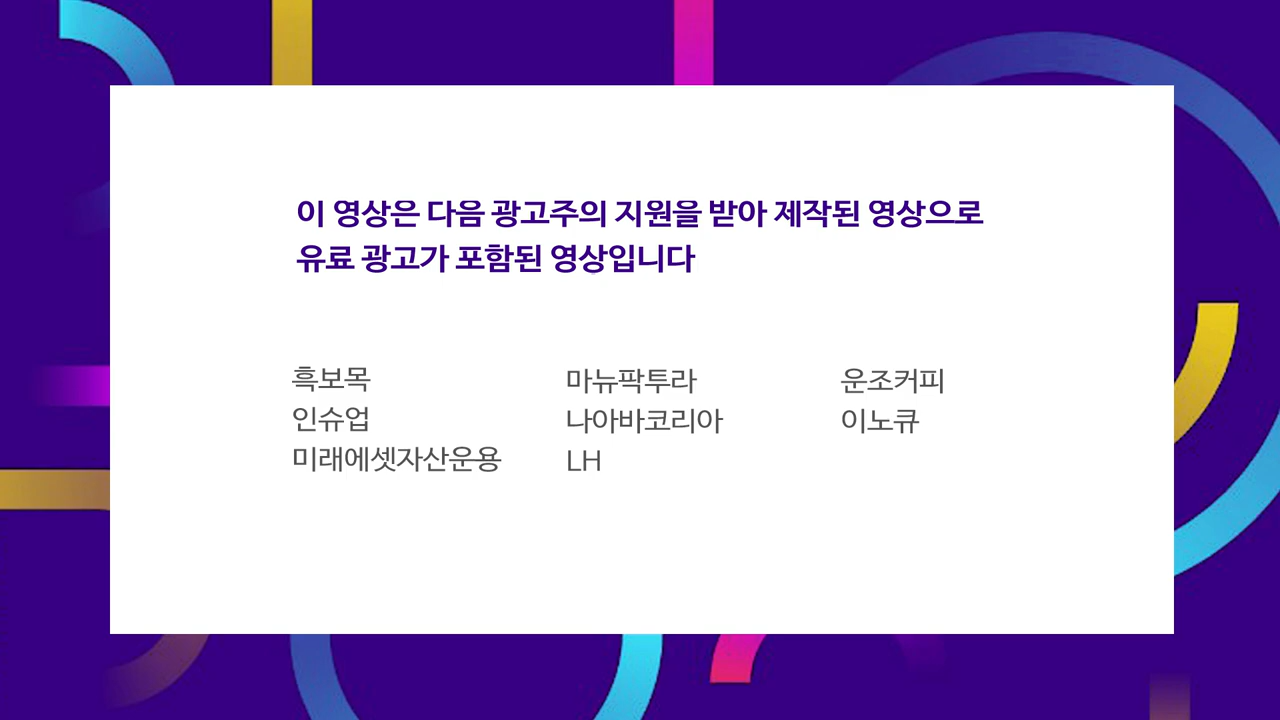 이 영상은 다음 광고주의 지원을 받아 제작된 영상으로
유료 광고가 포함된 영상입니다
흑보목
인슈업
미래에셋자산운용
마뉴팍투라
나아바코리아
LH
운조커피
이노큐